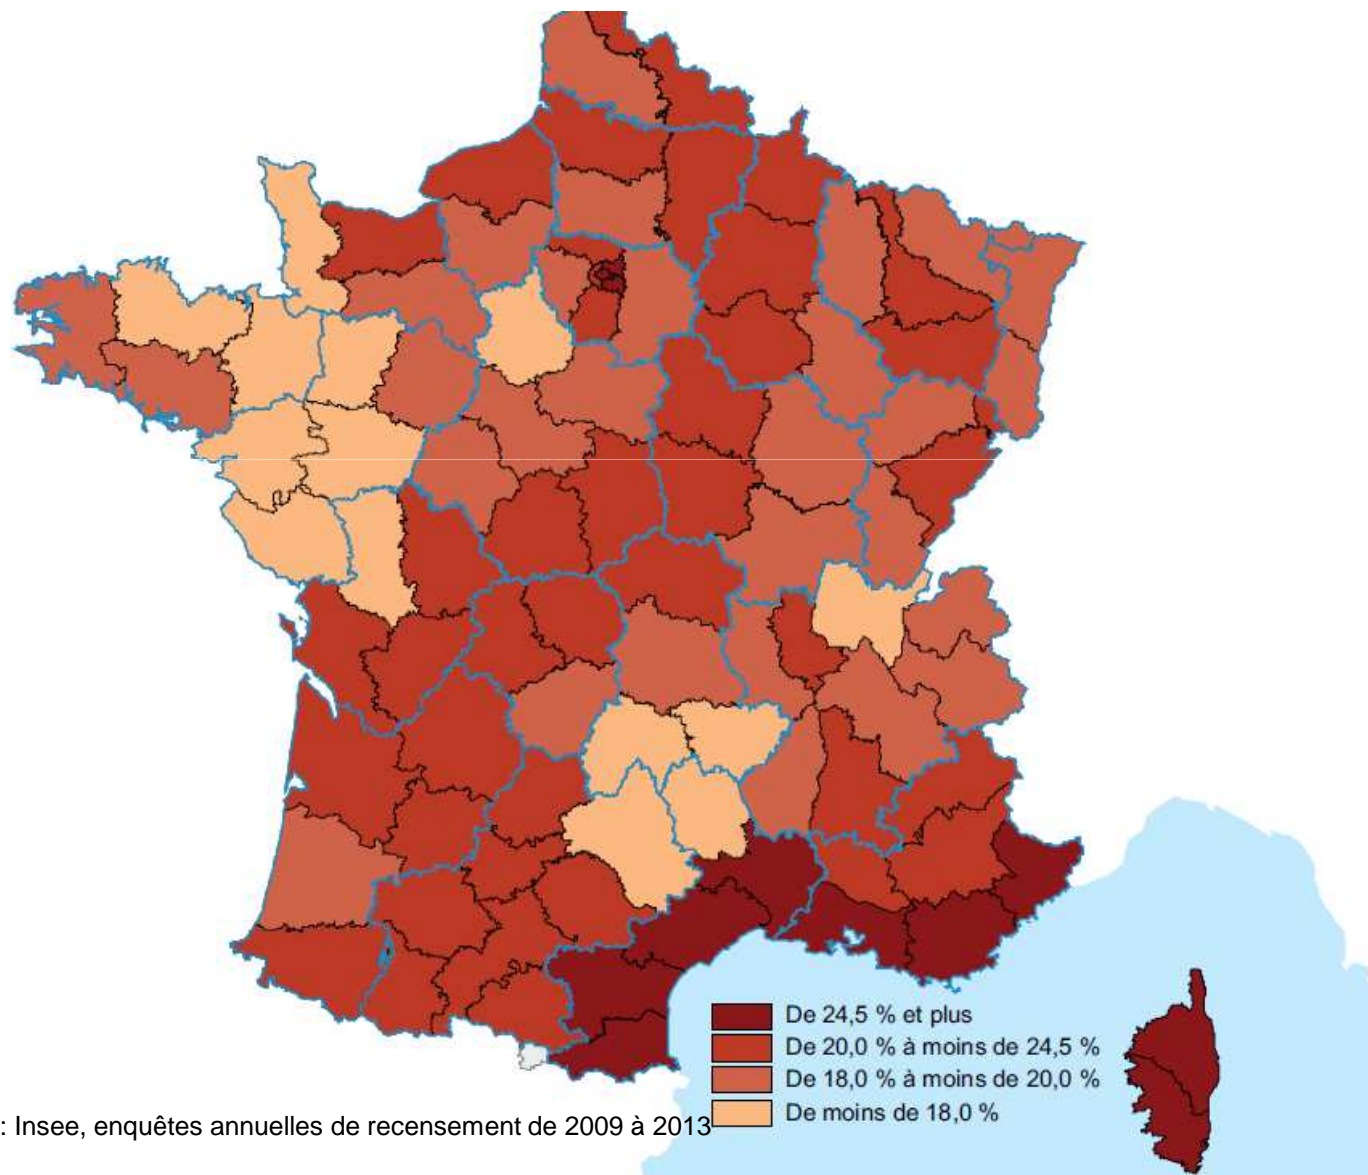 De 24,5 % et plus
De 20,0 % à moins de 24,5 %
De 18,0 % à moins de 20,0 %
De moins de 18,0 %
: Insee, enquêtes annuelles de recensement de 2009 à 2013